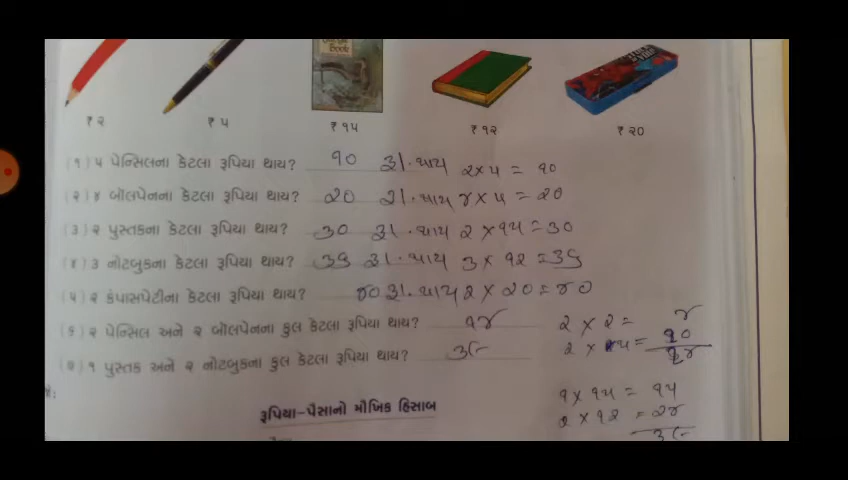 Book
₹ ૨ ₹ ૫ ₹ ૧૫ ₹ ૧૨ ₹ ૨૦
(૧) ૫ પેન્સિલના કેટલા રૂપિયા થાય? ૧૦ રૂા. થાય ૨×૫ = ૧૦
(૨) ૪ બૉલપેનના કેટલા રૂપિયા થાય? ૨૦ રૂા. થાય ૪×૫ = ૨૦
(૩) ૨ પુસ્તકના કેટલા રૂપિયા થાય? ૩૦ રૂા. થાય ૨×૧૫=૩૦
(૪) ૩ નોટબુકના કેટલા રૂપિયા થાય? ૩૬ રૂા. થાય ૩×૧૨=૩૬
(૫) ૨ કંપાસપેટીના કેટલા રૂપિયા થાય? ૪૦ રૂા. થાય ૨×૨૦=૪૦
(૬) ૨ પેન્સિલ અને ૨ બૉલપેનના કુલ કેટલા રૂપિયા થાય? ૧૪ ૨×૨= ૪
૨×૫= ૧૦
૧૪
(૭) ૧ પુસ્તક અને ૨ નોટબુકના કુલ કેટલા રૂપિયા થાય? ૩૯
૧×૧૫ = ૧૫
૨×૧૨ = ૨૪
૩૯
રૂપિયા-પૈસાનો મૌખિક હિસાબ